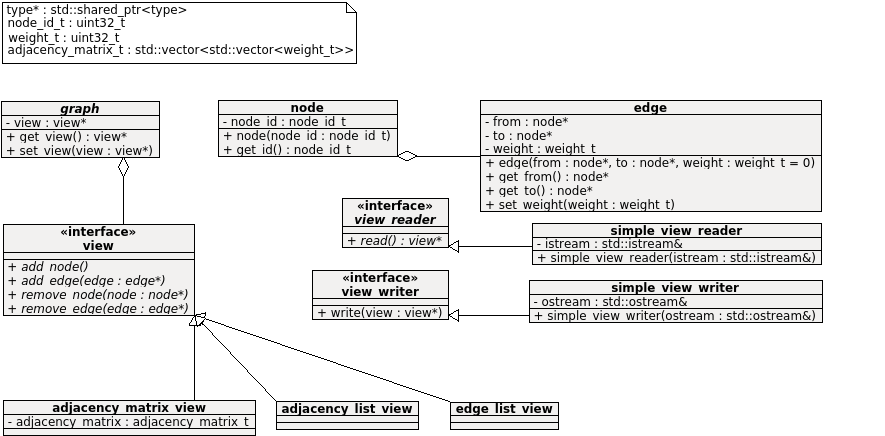 type* : std::shared_ptr<type>
node_id_t : uint32_t
weight_t : uint32_t
adjacency_matrix_t : std::vector<std::vector<weight_t>>
graph
- view : view*
+ get_view() : view*
+ set_view(view : view*)
node
- node_id : node_id_t
+ node(node_id : node_id_t)
+ get_id() : node_id_t
edge
- from : node*
- to : node*
- weight : weight_t
+ edge(from : node*, to : node*, weight : weight_t = 0)
+ get_from() : node*
+ get_to() : node*
+ set_weight(weight : weight_t)
«interface»
view
+ add_node()
+ add_edge(edge : edge*)
+ remove_node(node : node*)
+ remove_edge(edge : edge*)
«interface»
view_reader
+ read() : view*
simple_view_reader
- istream : std::istream&
+ simple_view_reader(istream : std::istream&)
«interface»
view_writer
+ write(view : view*)
simple_view_writer
- ostream : std::ostream&
+ simple_view_writer(ostream : std::ostream&)
adjacency_matrix_view
- adjacency_matrix : adjacency_matrix_t
adjacency_list_view
edge_list_view